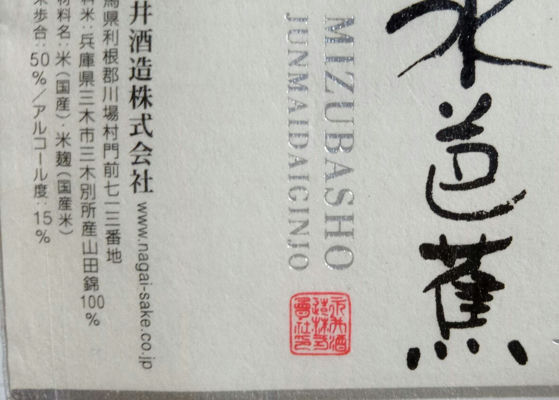 水芭蕉
MIZUBASHO
JUNMAIDAIGINJO
井酒造株式会社 www.nagai-sake.co.jp
馬県利根郡川場村門前七一三番地
料米:兵庫県三木市三木別所産山田錦100%
材料名:米(国産)・米麹(国産米)
米歩合:50%/アルコール度:15%